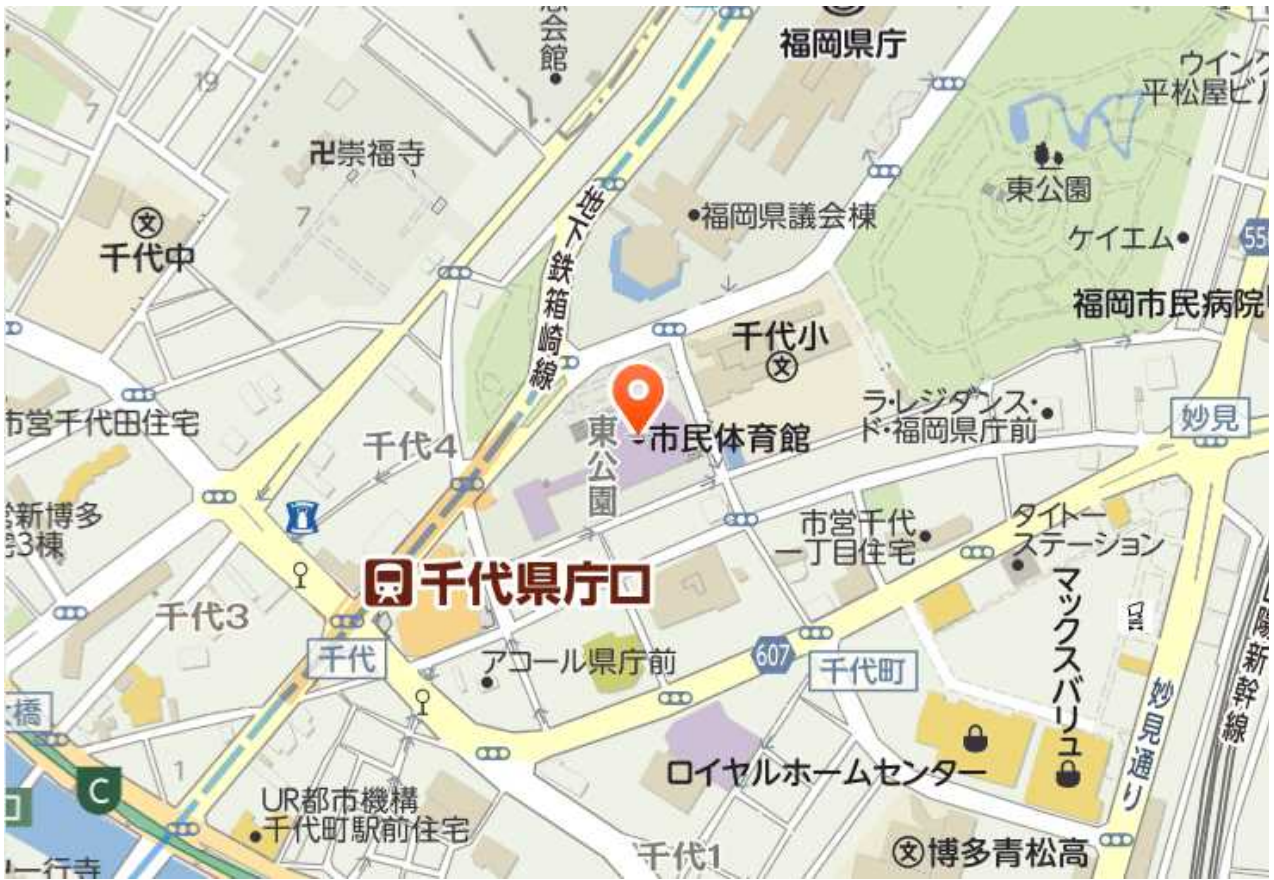 会館
福岡県庁
ウイング
平松屋ビル
19
7
卍崇福寺
7
東公園
千代中
福岡県議会棟
ケイエム
550
地下鉄箱崎線
福岡市民病院
千代小
ラ・レジダンス・
ド・福岡県庁前
妙見
市営千代田住宅
千代4
東公園
市民体育館
新博多
3棟
市営千代
一丁目住宅
タイトー
ステーション
千代県庁口
マックスバリュ
千代3
千代
アコール県庁前
607
千代町
陽新幹線
橋
妙見通り
ロイヤルホームセンター
1
C
口
UR都市機構
千代町駅前住宅
千代1
博多青松高
一行寺